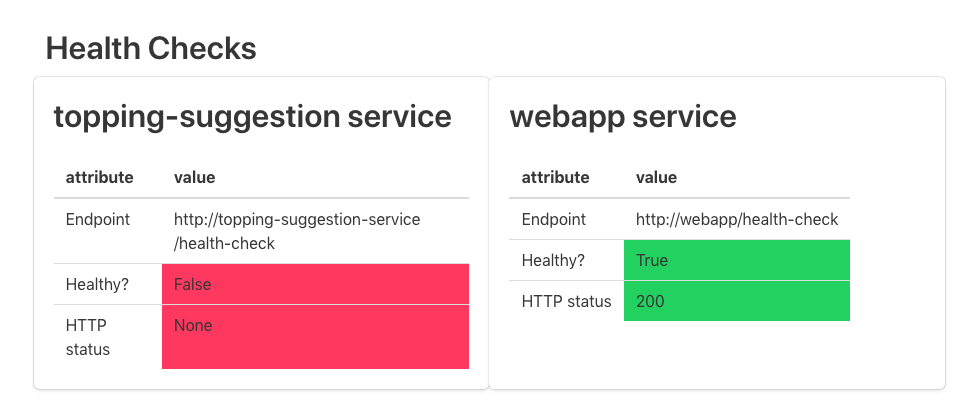 Health Checks
topping-suggestion service
attribute value
Endpoint http://topping-suggestion-service
/health-check
Healthy? False
HTTP None
status
webapp service
attribute value
Endpoint http://webapp/health-check
Healthy? True
HTTP status 200